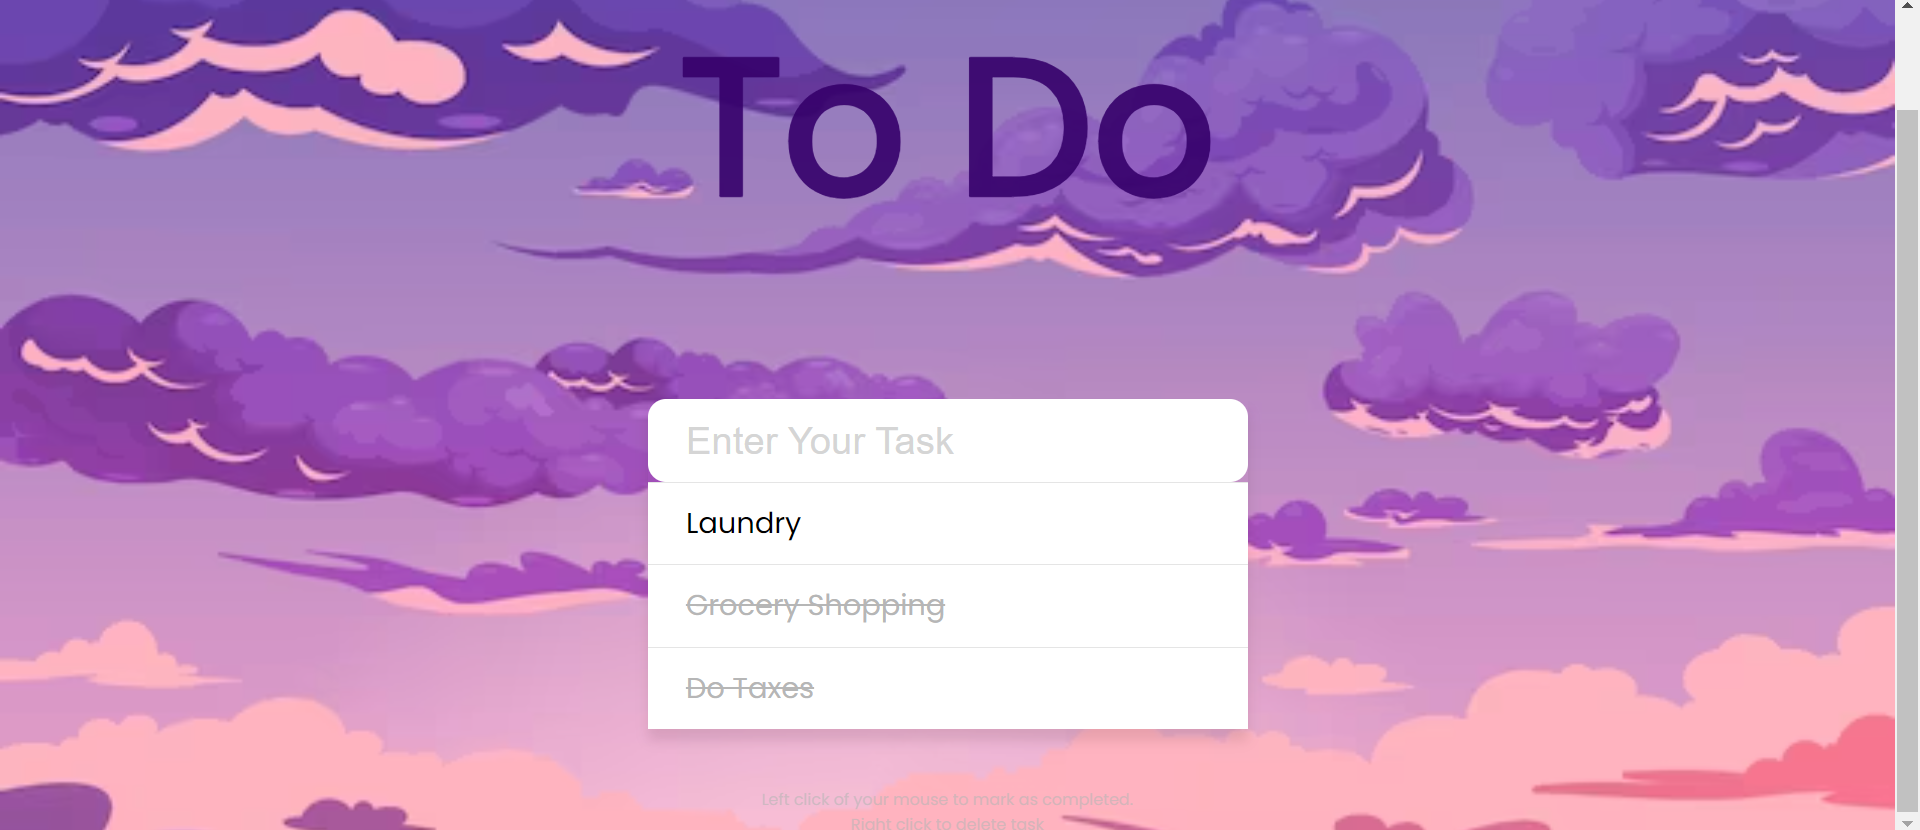 To Do
Enter Your Task
Laundry
Grocery Shopping
Do Taxes
Left click of your mouse to mark as completed.
Right click to delete task